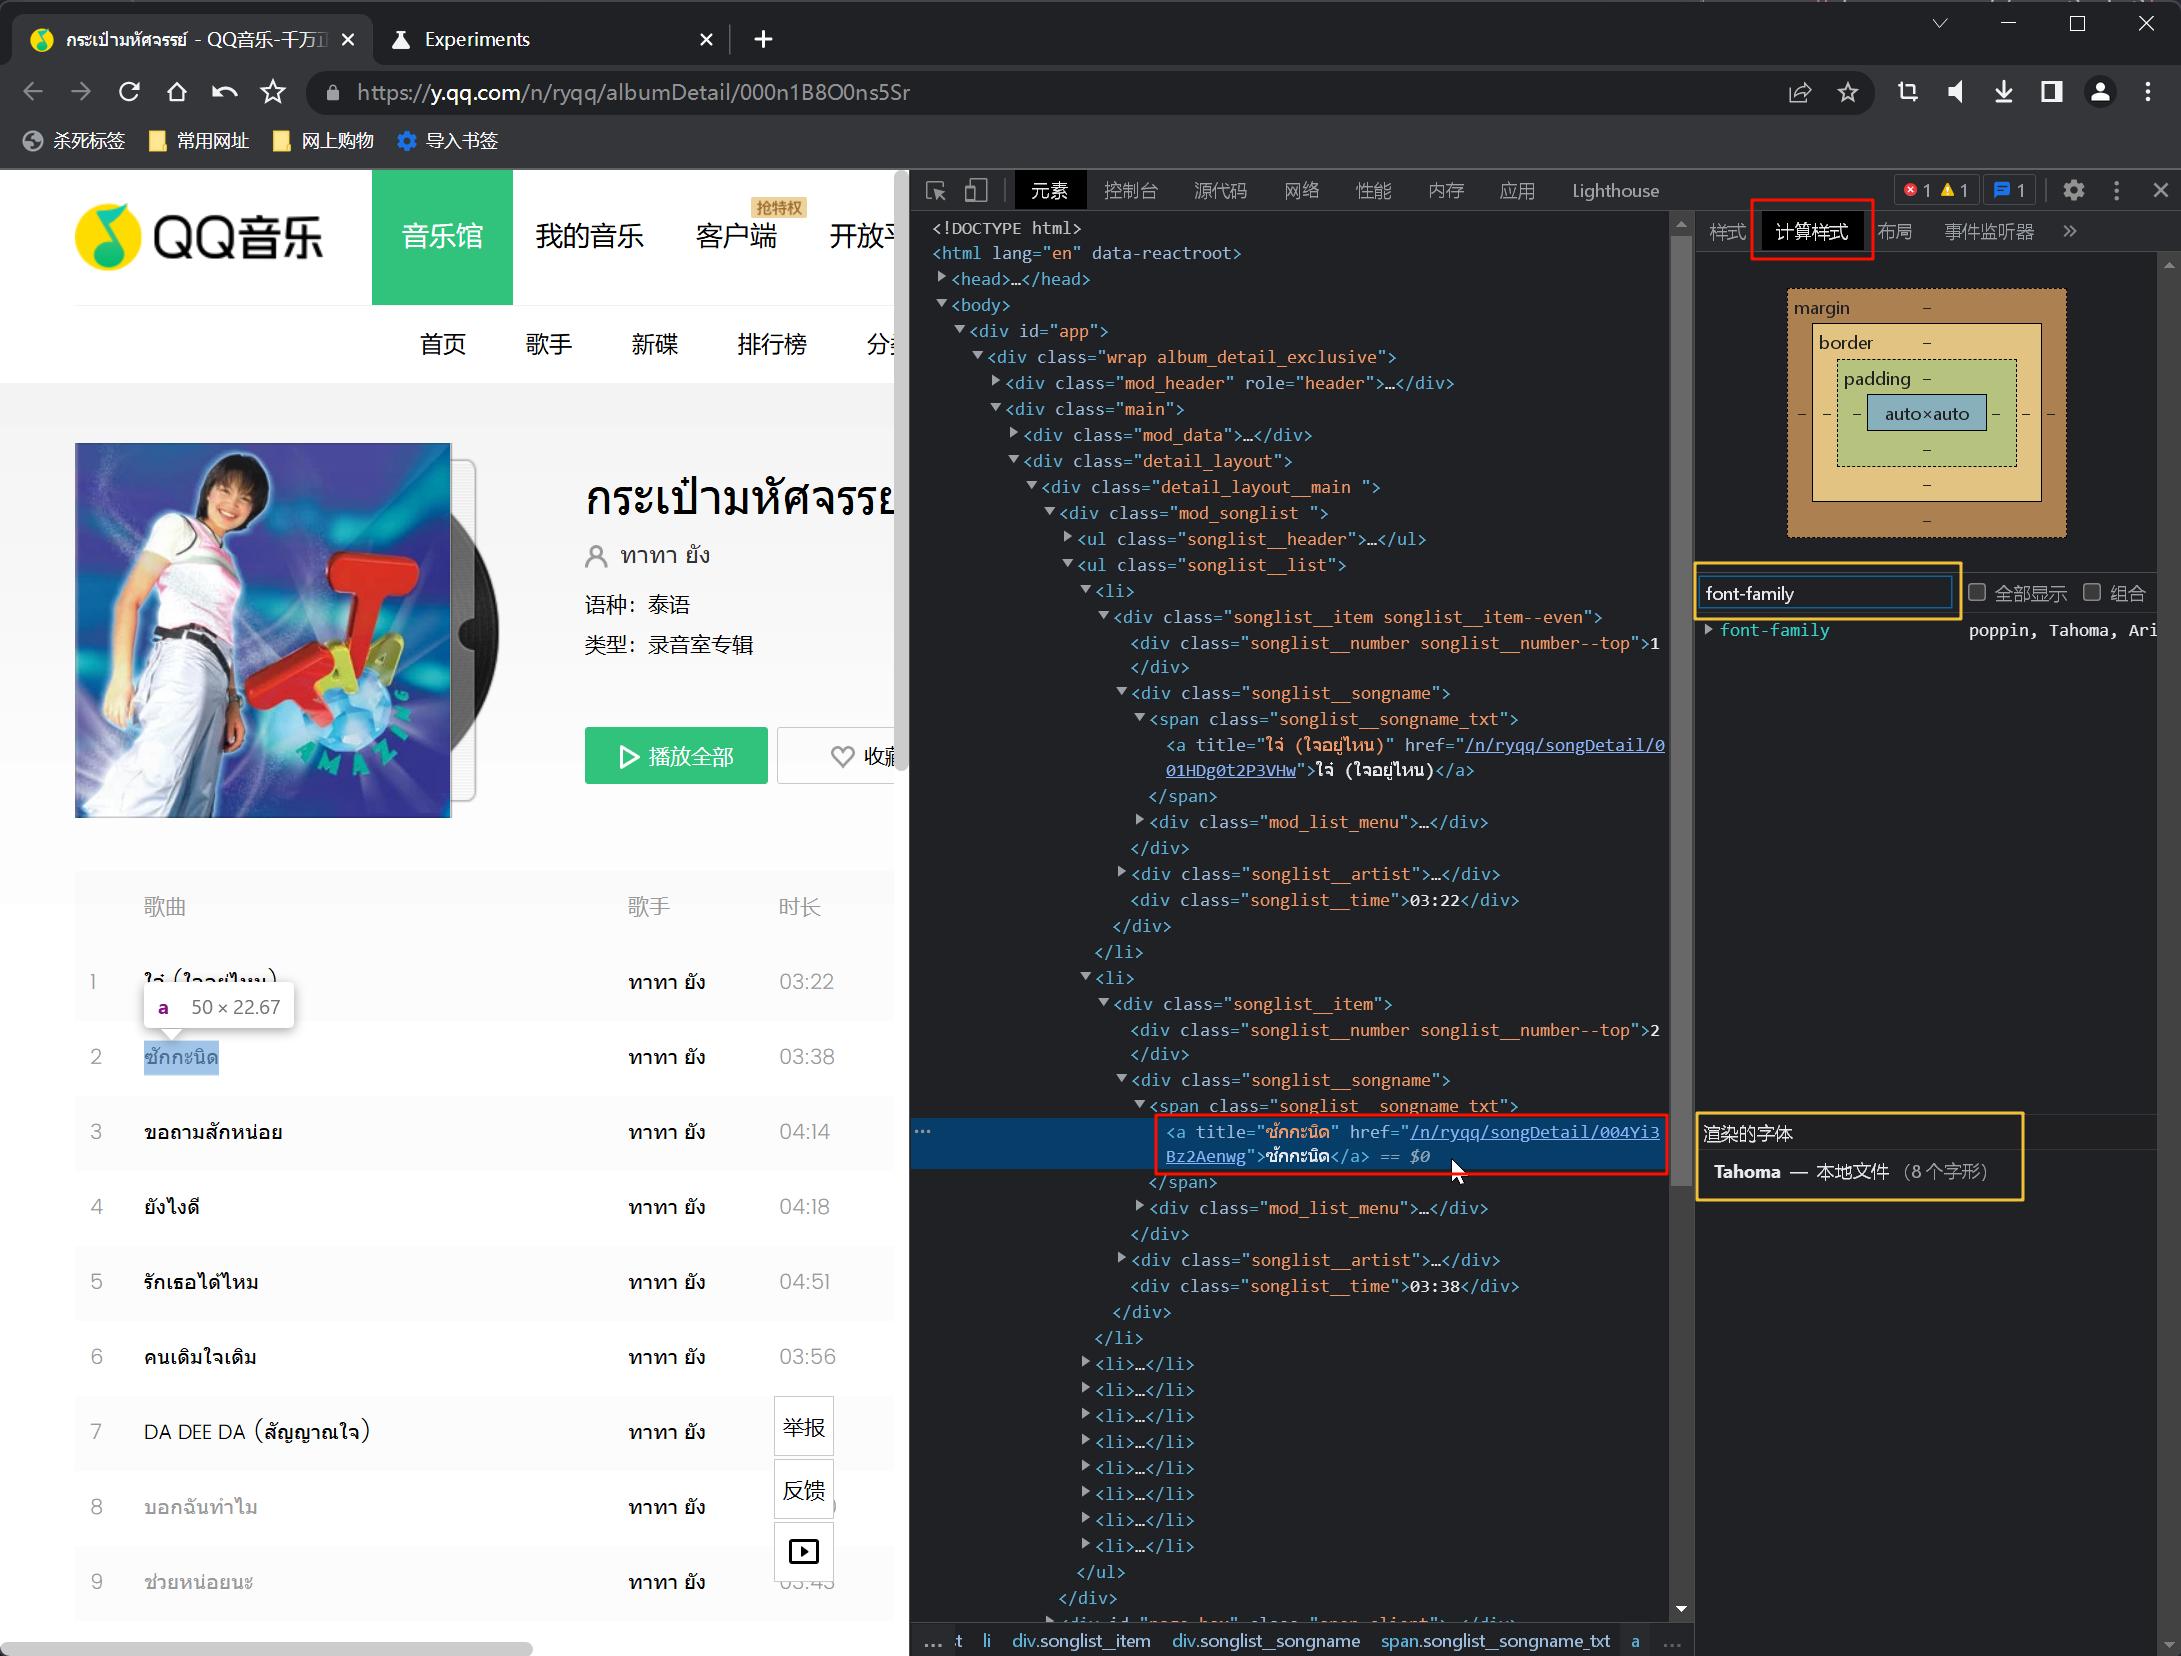 กระเป๋ามหัศจรรย์ - QQ音乐-千万正
Experiments
https://y.qq.com/n/ryqq/albumDetail/000n1B8O0ns5Sr
杀死标签
常用网址
网上购物
导入书签
QQ音乐
音乐馆
我的音乐
客户端
抢特权
开放平
首页
歌手
新碟
排行榜
分类
กระเป๋ามหัศจรรย์
ทาทา ยัง
语种：泰语
类型：录音室专辑
播放全部
收藏
歌曲 歌手 时长
1 ใจ๋ (ใจอยู่ไหน) ทาทา ยัง 03:22
a 50 × 22.67
2 ซักกะนิด ทาทา ยัง 03:38
3 ขอถามสักหน่อย ทาทา ยัง 04:14
4 ยังไงดี ทาทา ยัง 04:18
5 รักเธอได้ไหม ทาทา ยัง 04:51
6 คนเดิมใจเดิม ทาทา ยัง 03:56
7 DA DEE DA (สัญญาณใจ) ทาทา ยัง
8 บอกฉันทำไม ทาทา ยัง
9 ช่วยหน่อยนะ ทาทา ยัง 03:43
举报
反馈
元素 控制台 源代码 网络 性能 内存 应用 Lighthouse
1 1 1
<!DOCTYPE html>
<html lang="en" data-reactroot>
<head>…</head>
<body>
<div id="app">
<div class="wrap album_detail_exclusive">
<div class="mod_header" role="header">…</div>
<div class="main">
<div class="mod_data">…</div>
<div class="detail_layout">
<div class="detail_layout__main ">
<div class="mod_songlist ">
<ul class="songlist__header">…</ul>
<ul class="songlist__list">
<li>
<div class="songlist__item songlist__item--even">
<div class="songlist__number songlist__number--top">1
</div>
<div class="songlist__songname">
<span class="songlist__songname_txt">
<a title="ใจ๋ (ใจอยู่ไหน)" href="/n/ryqq/songDetail/0
01HDg0t2P3VHw">ใจ๋ (ใจอยู่ไหน)</a>
</span>
<div class="mod_list_menu">…</div>
</div>
<div class="songlist__artist">…</div>
<div class="songlist__time">03:22</div>
</div>
</li>
<li>
<div class="songlist__item">
<div class="songlist__number songlist__number--top">2
</div>
<div class="songlist__songname">
<span class="songlist__songname_txt">
<a title="ซักกะนิด" href="/n/ryqq/songDetail/004Yi3
Bz2Aenwg">ซักกะนิด</a> == $0
</span>
<div class="mod_list_menu">…</div>
</div>
<div class="songlist__artist">…</div>
<div class="songlist__time">03:38</div>
</div>
</li>
<li>…</li>
<li>…</li>
<li>…</li>
<li>…</li>
<li>…</li>
<li>…</li>
<li>…</li>
<li>…</li>
</ul>
</div>
… t li div.songlist__item div.songlist__songname span.songlist__songname_txt a …
样式 计算样式 布局 事件监听器 »
margin –
border –
padding –
– – – auto×auto – – –
–
–
–
font-family 全部显示 组合
font-family poppin, Tahoma, Ari
渲染的字体
Tahoma — 本地文件 (8 个字形)